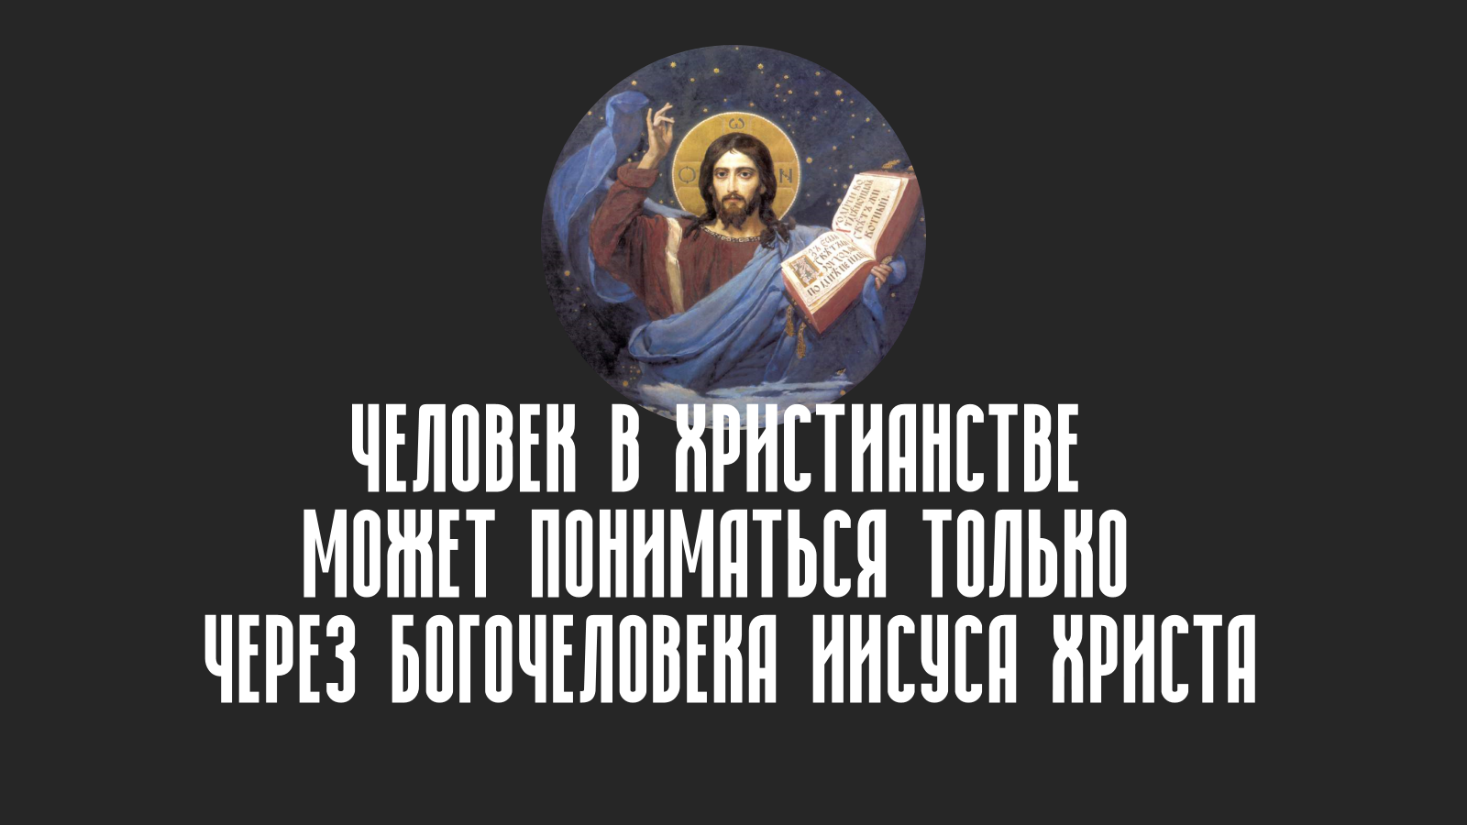 ЧЕЛОВЕК В ХРИСТИАНСТВЕ
МОЖЕТ ПОНИМАТЬСЯ ТОЛЬКО
ЧЕРЕЗ БОГОЧЕЛОВЕКА ИИСУСА ХРИСТА